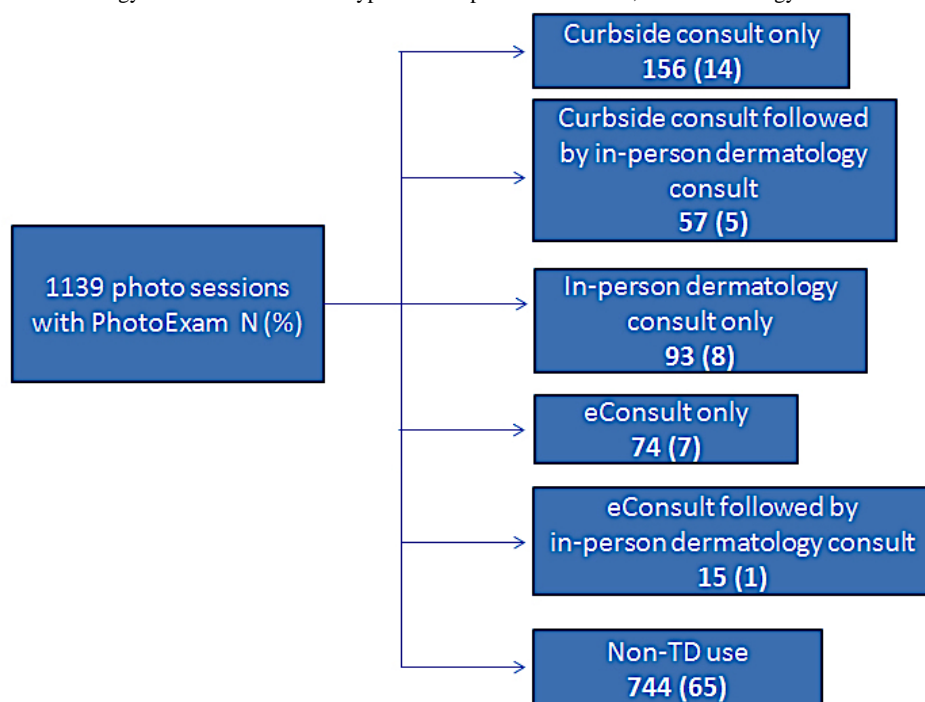 Curbside consult only
156 (14)
Curbside consult followed
by in-person dermatology
consult
57 (5)
1139 photo sessions
with PhotoExam N (%)
In-person dermatology
consult only
93 (8)
eConsult only
74 (7)
eConsult followed by
in-person dermatology consult
15 (1)
Non-TD use
744 (65)